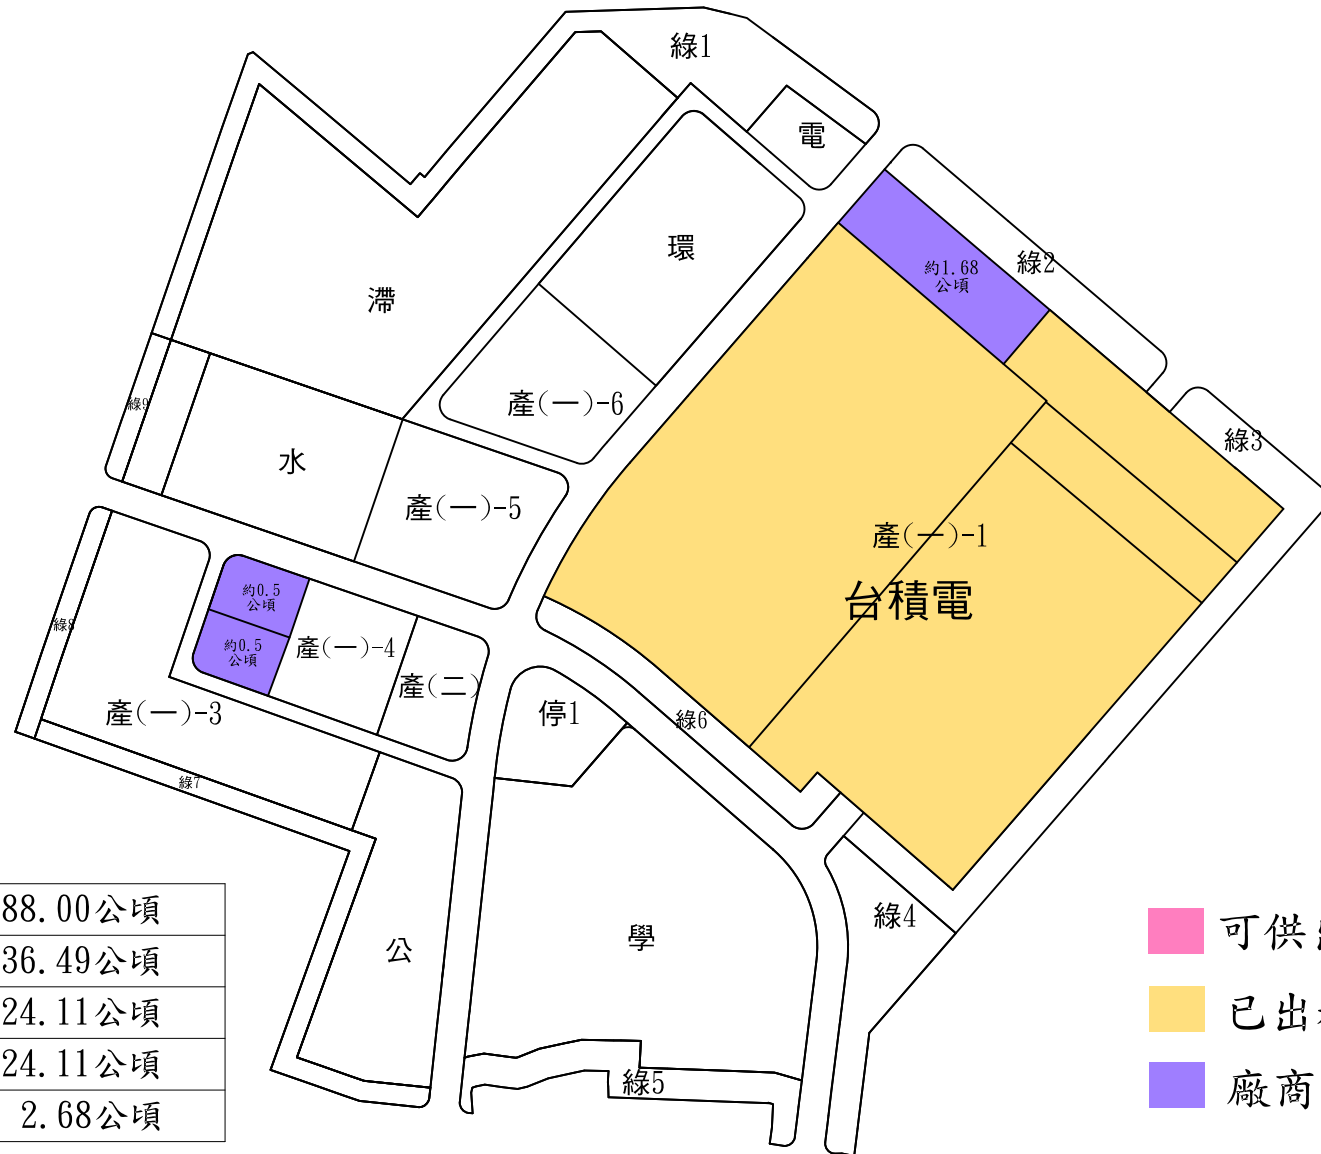 綠1
電
環
綠2
約1.68
公頃
滯
產(一)-6
綠9
綠3
水
產(一)-5
產(一)-1
台積電
約0.5
公頃
約0.5
公頃
產(一)-4
綠8
產(二)
產(一)-3
停1
綠6
綠7
88.00公頃
36.49公頃
24.11公頃
24.11公頃
2.68公頃
公
學
綠4
綠5
可供
已出
廠商